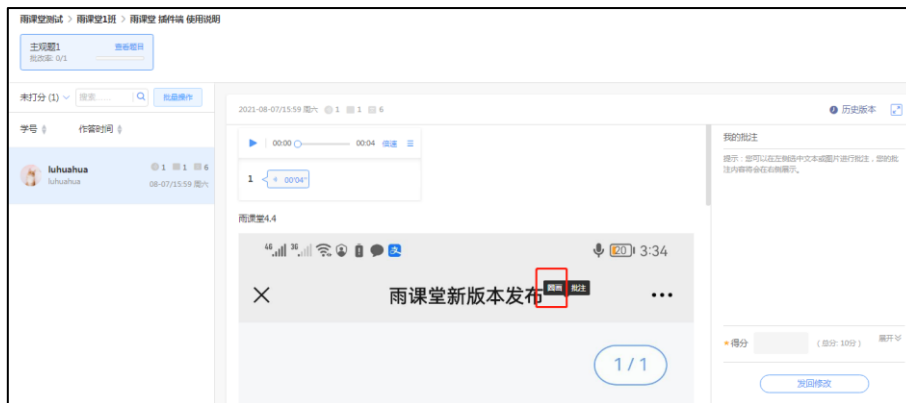 雨课堂测试 > 雨课堂1班 > 雨课堂 插件端 使用说明
主观题1 查看题目
批改率: 0/1
未打分 (1) 搜索...... 批量操作
学号 作答时间
luhuahua 1 1 6
luhuahua 08-07/15:59 周六
2021-08-07/15:59 周六 1 1 6
历史版本
00:00 00:04 倍速
1 00'04"
雨课堂4.4
46 36 20 3:34
雨课堂新版本发布 圈画 批注 ...
1/1
我的批注
提示：您可以在左侧选中文本或图片进行批注，您的批
注内容将会在右侧展示。
*得分 (总分: 10分) 展开
发回修改